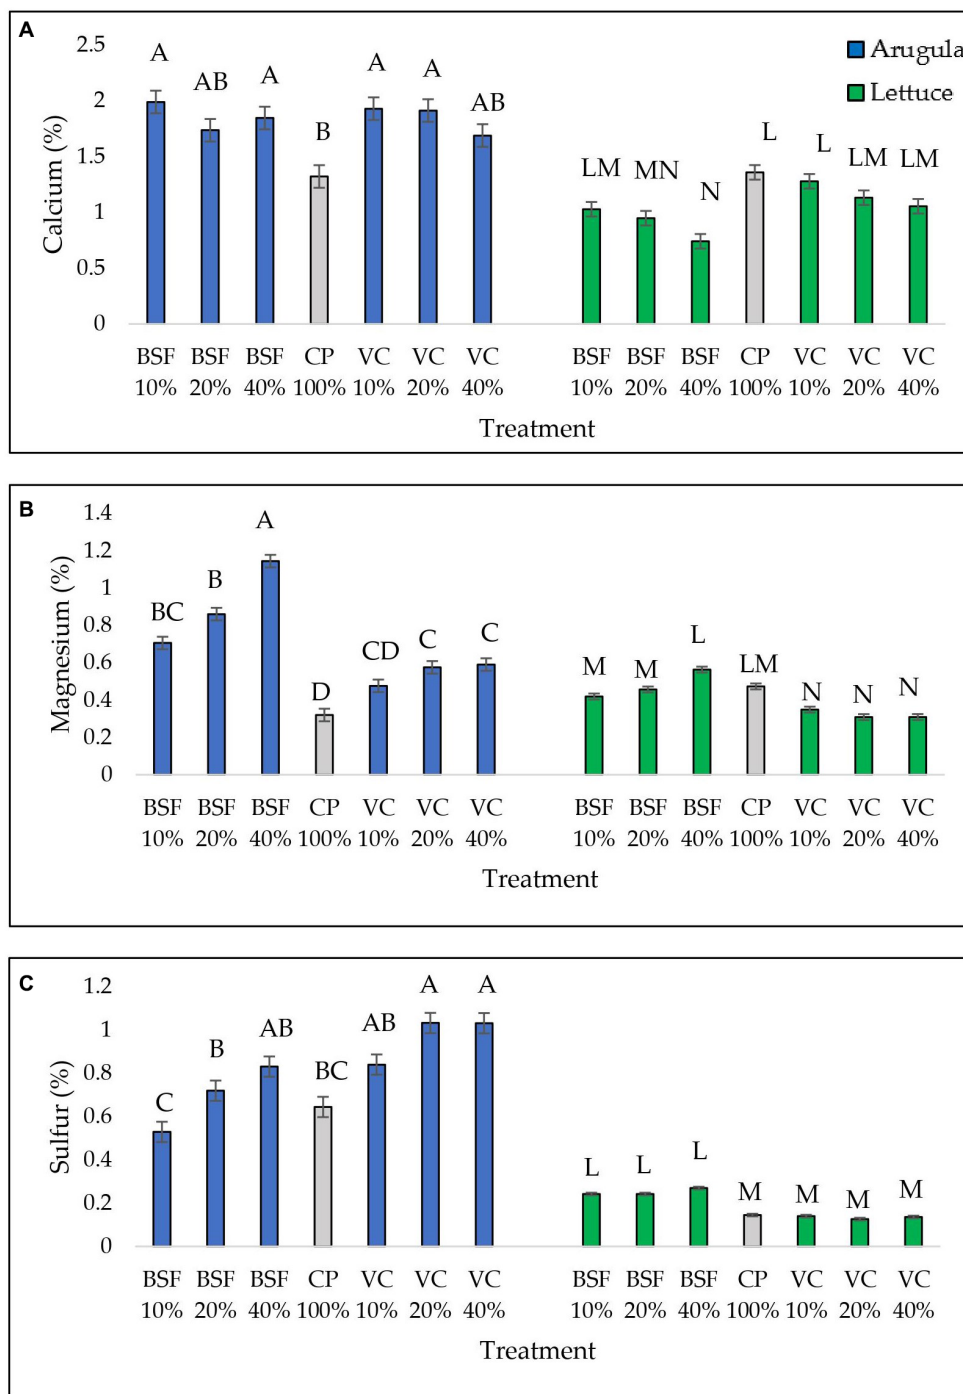 A
2.5
2
1.5
1
0.5
0
Calcium (%)
A AB A B A A AB
LM MN N L L LM LM
Arugula
Lettuce
BSF BSF BSF CP VC VC VC BSF BSF BSF CP VC VC VC
10% 20% 40% 100% 10% 20% 40% 10% 20% 40% 100% 10% 20% 40%
Treatment
B
1.4
1.2
1
0.8
0.6
0.4
0.2
0
Magnesium (%)
BC B A D CD C C
M M L LM N N N
BSF BSF BSF CP VC VC VC BSF BSF BSF CP VC VC VC
10% 20% 40% 100% 10% 20% 40% 10% 20% 40% 100% 10% 20% 40%
Treatment
C
1.2
1
0.8
0.6
0.4
0.2
0
Sulfur (%)
C B AB BC AB A A
L L L M M M M
BSF BSF BSF CP VC VC VC BSF BSF BSF CP VC VC VC
10% 20% 40% 100% 10% 20% 40% 10% 20% 40% 100% 10% 20% 40%
Treatment